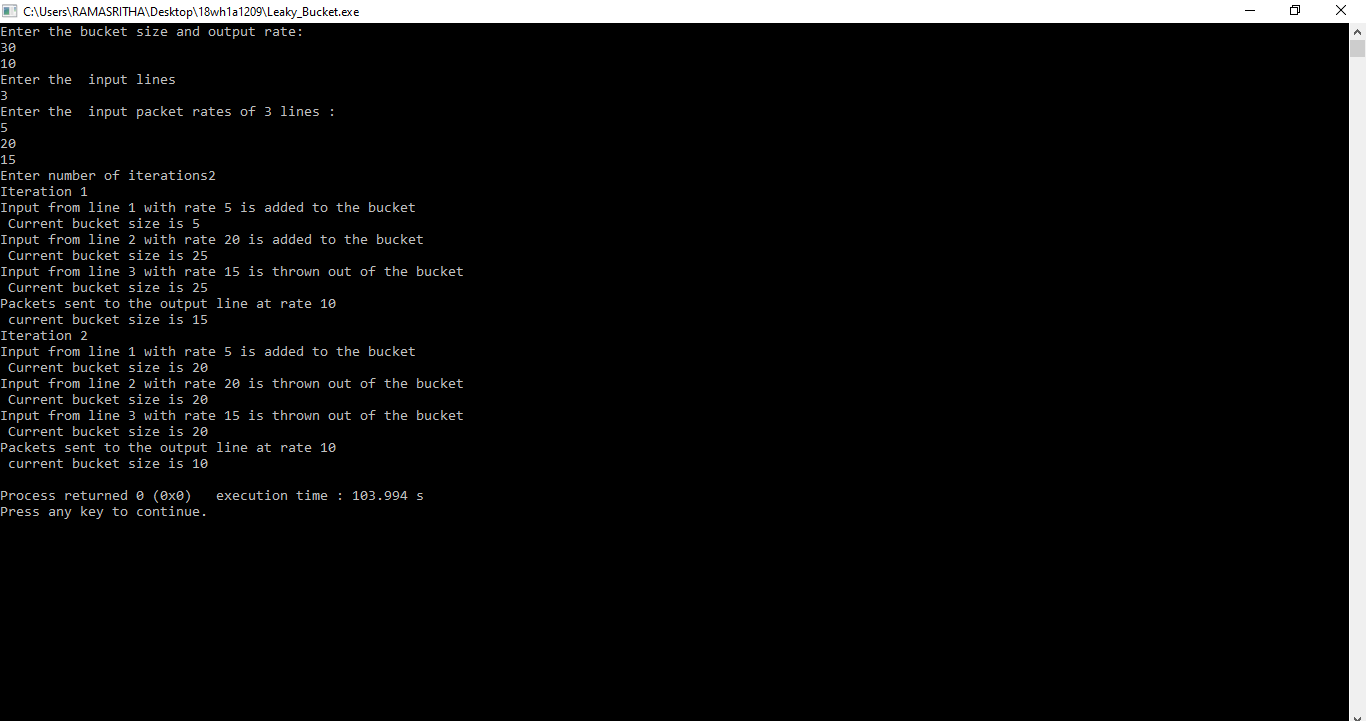 C:\Users\RAMASRITHA\Desktop\18wh1a1209\Leaky_Bucket.exe
Enter the bucket size and output rate:
30
10
Enter the  input lines
3
Enter the  input packet rates of 3 lines :
5
20
15
Enter number of iterations2
Iteration 1
Input from line 1 with rate 5 is added to the bucket
 Current bucket size is 5
Input from line 2 with rate 20 is added to the bucket
 Current bucket size is 25
Input from line 3 with rate 15 is thrown out of the bucket
 Current bucket size is 25
Packets sent to the output line at rate 10
 current bucket size is 15
Iteration 2
Input from line 1 with rate 5 is added to the bucket
 Current bucket size is 20
Input from line 2 with rate 20 is thrown out of the bucket
 Current bucket size is 20
Input from line 3 with rate 15 is thrown out of the bucket
 Current bucket size is 20
Packets sent to the output line at rate 10
 current bucket size is 10

Process returned 0 (0x0)   execution time : 103.994 s
Press any key to continue.